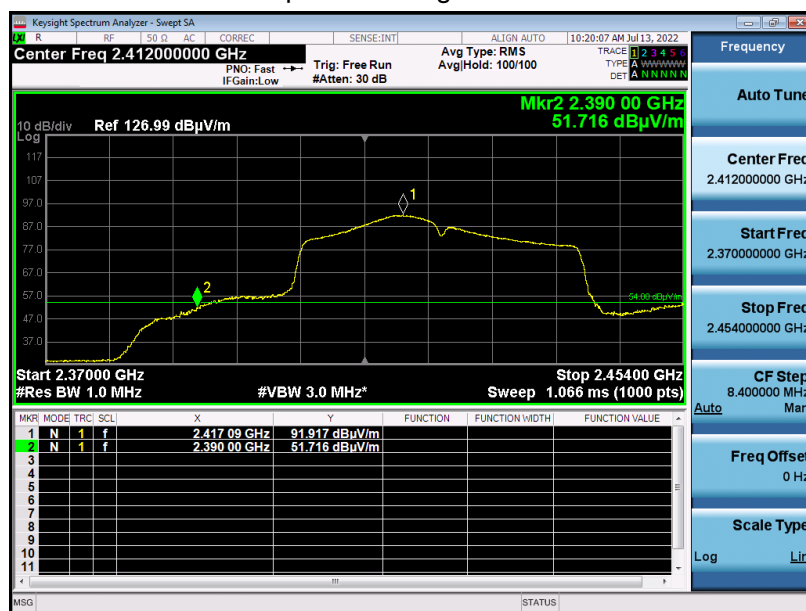 Keysight Spectrum Analyzer - Swept SA
LXI R RF 50 Ω AC CORREC SENSE:INT ALIGN AUTO 10:20:07 AM Jul 13, 2022
Center Freq 2.412000000 GHz
PNO: Fast
IFGain:Low
Trig: Free Run
#Atten: 30 dB
Avg Type: RMS
Avg|Hold: 100/100
TRACE 1 2 3 4 5 6
TYPE A WWWWW
DET A N N N N N
Mkr2 2.390 00 GHz
51.716 dBµV/m
10 dB/div Ref 126.99 dBµV/m
Log
117
107
97.0
87.0
77.0
67.0
57.0
47.0
37.0
1
2
54.00 dBµV/m
Start 2.37000 GHz Stop 2.45400 GHz
#Res BW 1.0 MHz #VBW 3.0 MHz* Sweep 1.066 ms (1000 pts)
MKR MODE TRC SCL X Y FUNCTION FUNCTION WIDTH FUNCTION VALUE
1 N 1 f 2.417 09 GHz 91.917 dBµV/m
2 N 1 f 2.390 00 GHz 51.716 dBµV/m
3
4
5
6
7
8
9
10
11
MSG STATUS
Frequency
Auto Tune
Center Freq
2.412000000 GHz
Start Freq
2.370000000 GHz
Stop Freq
2.454000000 GHz
CF Step
8.400000 MHz
Auto Man
Freq Offset
0 Hz
Scale Type
Log Lin